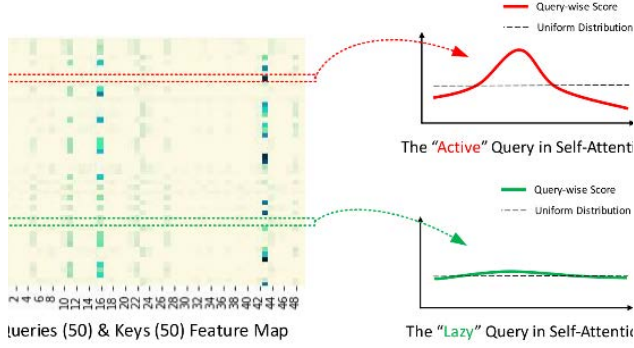 Query-wise Score
Uniform Distribution
The "Active" Query in Self-Attenti
Query-wise Score
Uniform Distribution
2 4 6 8 10 12 14 16 18 20 22 24 26 28 30 32 34 36 38 40 42 44 46 48
ueries (50) & Keys (50) Feature Map
The "Lazy" Query in Self-Attentio